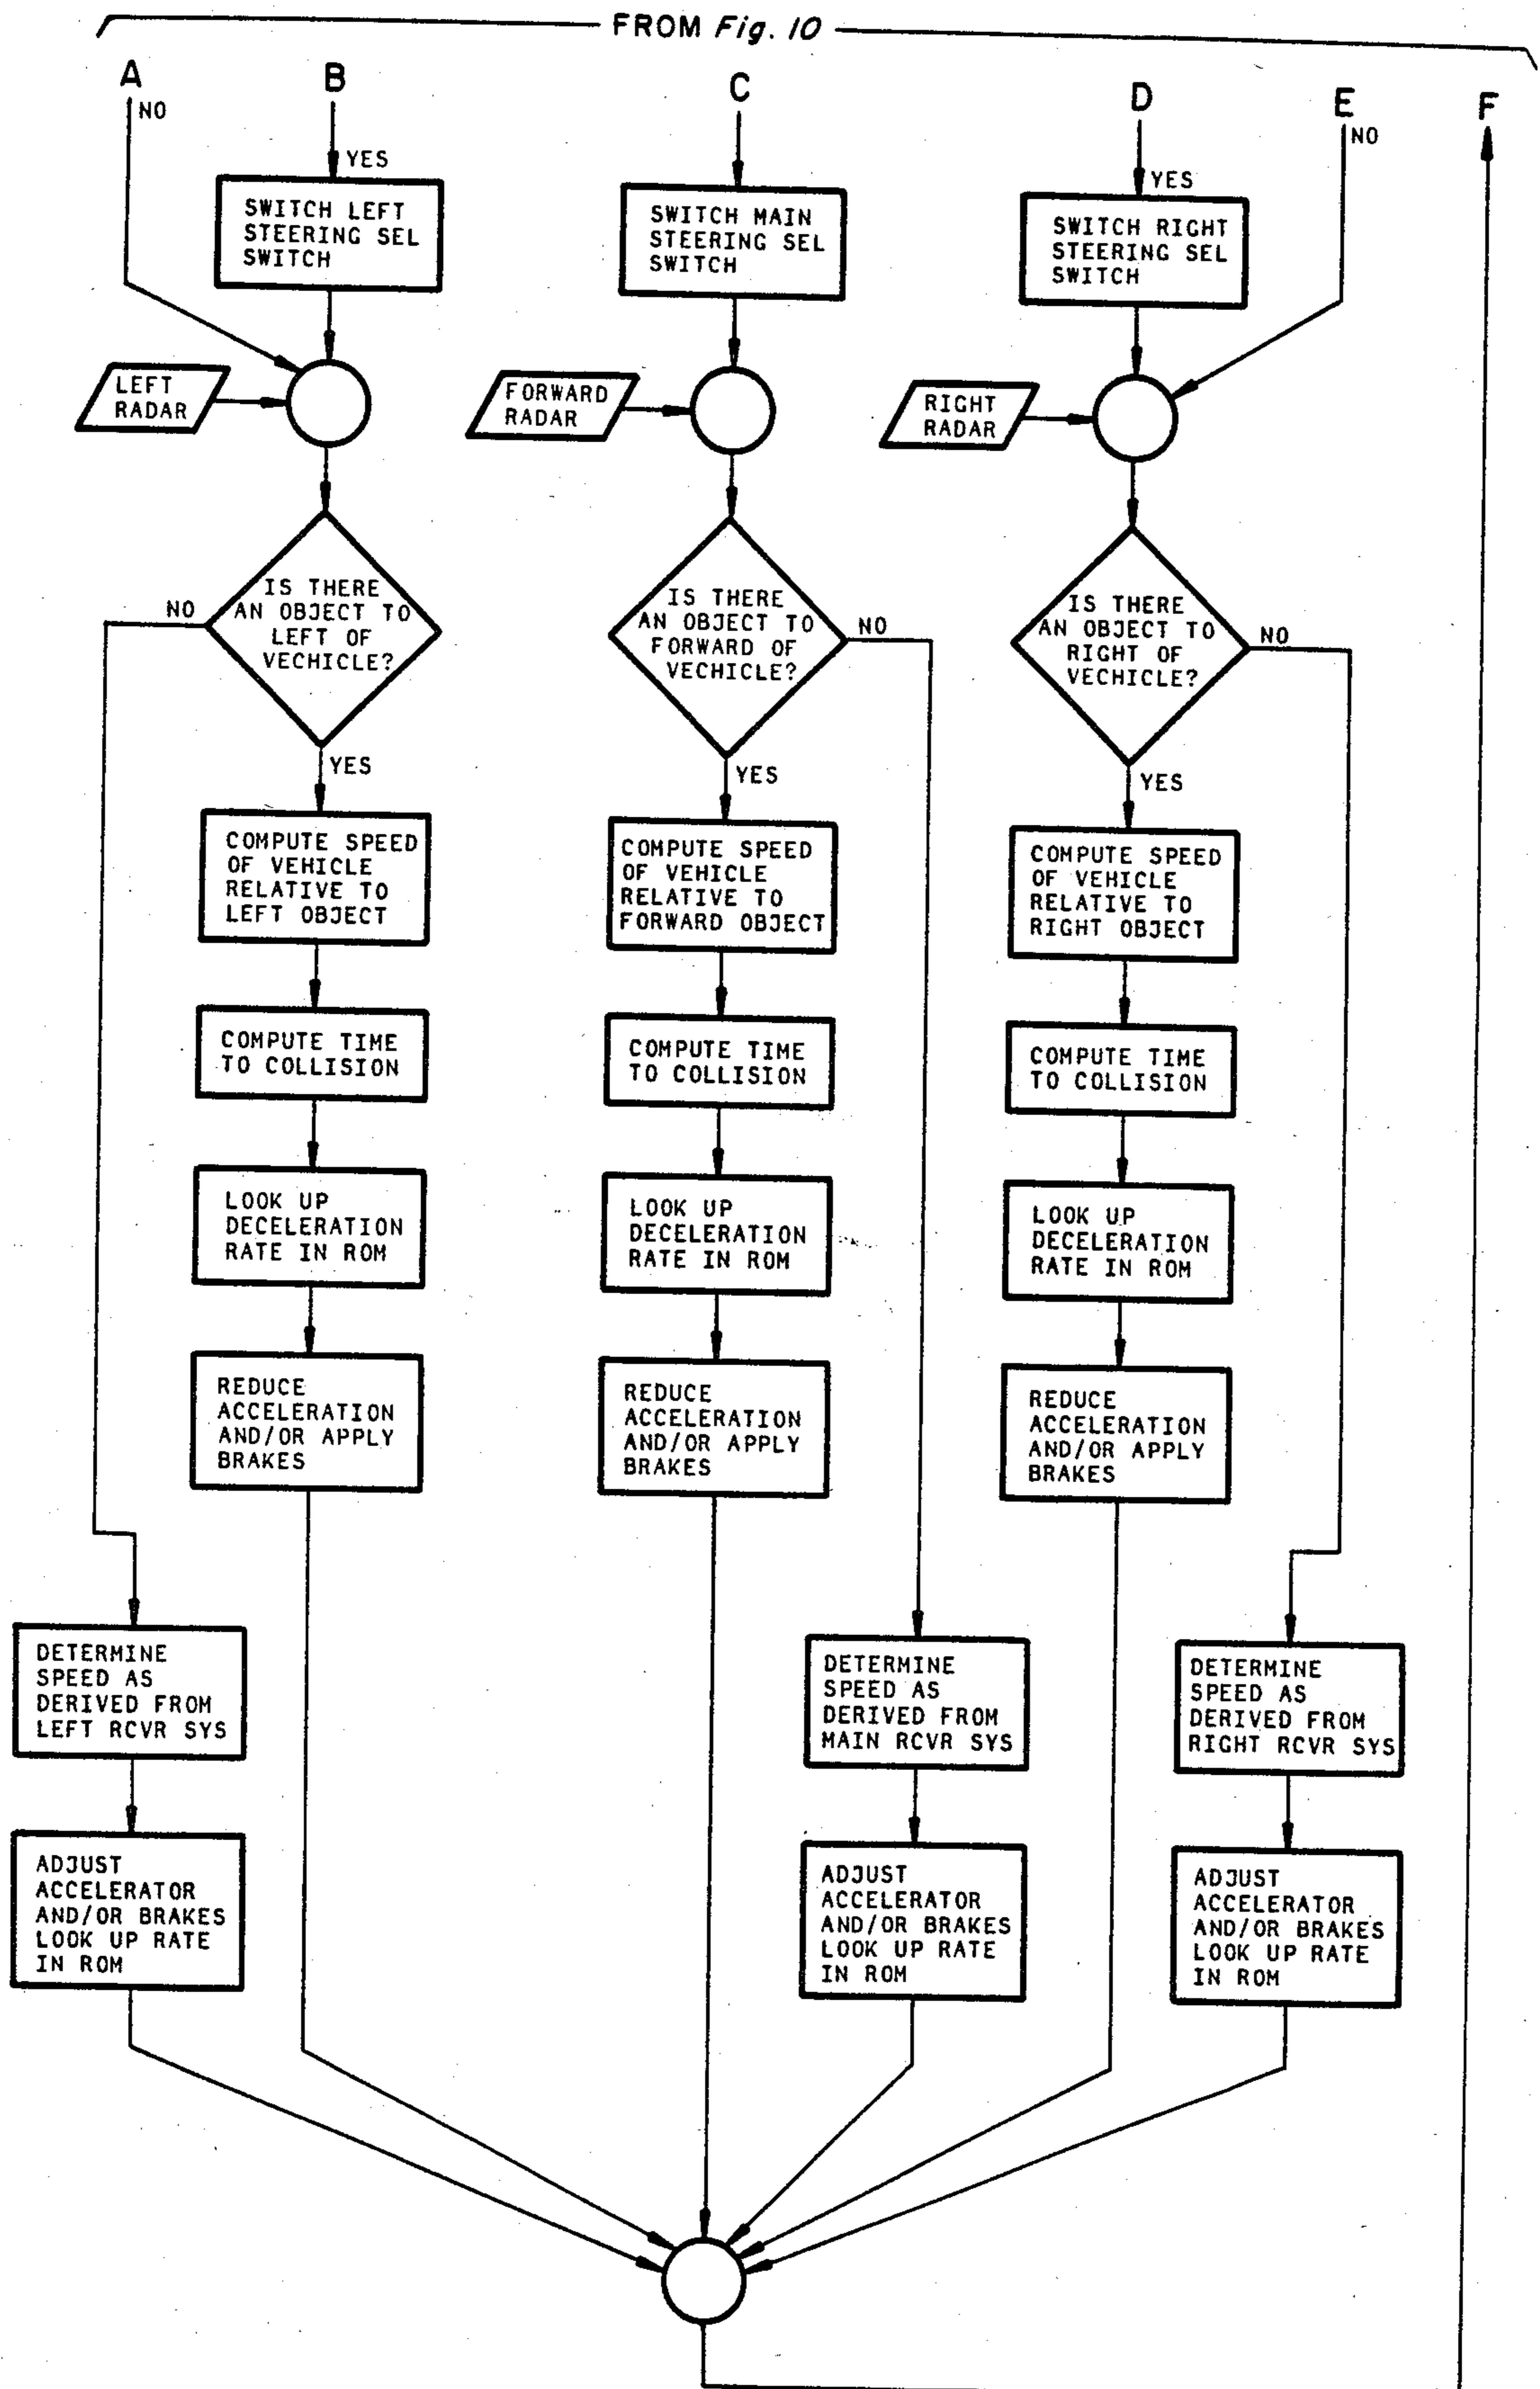 FROM Fig. 10
A
NO
B
YES
C
D
YES
E
NO
F
SWITCH LEFT
STEERING SEL
SWITCH
SWITCH MAIN
STEERING SEL
SWITCH
SWITCH RIGHT
STEERING SEL
SWITCH
LEFT
RADAR
FORWARD
RADAR
RIGHT
RADAR
IS THERE
AN OBJECT TO
LEFT OF
VECHICLE?
NO
YES
IS THERE
AN OBJECT TO
FORWARD OF
VECHICLE?
NO
YES
IS THERE
AN OBJECT TO
RIGHT OF
VECHICLE?
NO
YES
COMPUTE SPEED
OF VEHICLE
RELATIVE TO
LEFT OBJECT
COMPUTE SPEED
OF VEHICLE
RELATIVE TO
FORWARD OBJECT
COMPUTE SPEED
OF VEHICLE
RELATIVE TO
RIGHT OBJECT
COMPUTE TIME
TO COLLISION
COMPUTE TIME
TO COLLISION
COMPUTE TIME
TO COLLISION
LOOK UP
DECELERATION
RATE IN ROM
LOOK UP
DECELERATION
RATE IN ROM
LOOK UP
DECELERATION
RATE IN ROM
REDUCE
ACCELERATION
AND/OR APPLY
BRAKES
REDUCE
ACCELERATION
AND/OR APPLY
BRAKES
REDUCE
ACCELERATION
AND/OR APPLY
BRAKES
DETERMINE
SPEED AS
DERIVED FROM
LEFT RCVR SYS
DETERMINE
SPEED AS
DERIVED FROM
MAIN RCVR SYS
DETERMINE
SPEED AS
DERIVED FROM
RIGHT RCVR SYS
ADJUST
ACCELERATOR
AND/OR BRAKES
LOOK UP RATE
IN ROM
ADJUST
ACCELERATOR
AND/OR BRAKES
LOOK UP RATE
IN ROM
ADJUST
ACCELERATOR
AND/OR BRAKES
LOOK UP RATE
IN ROM